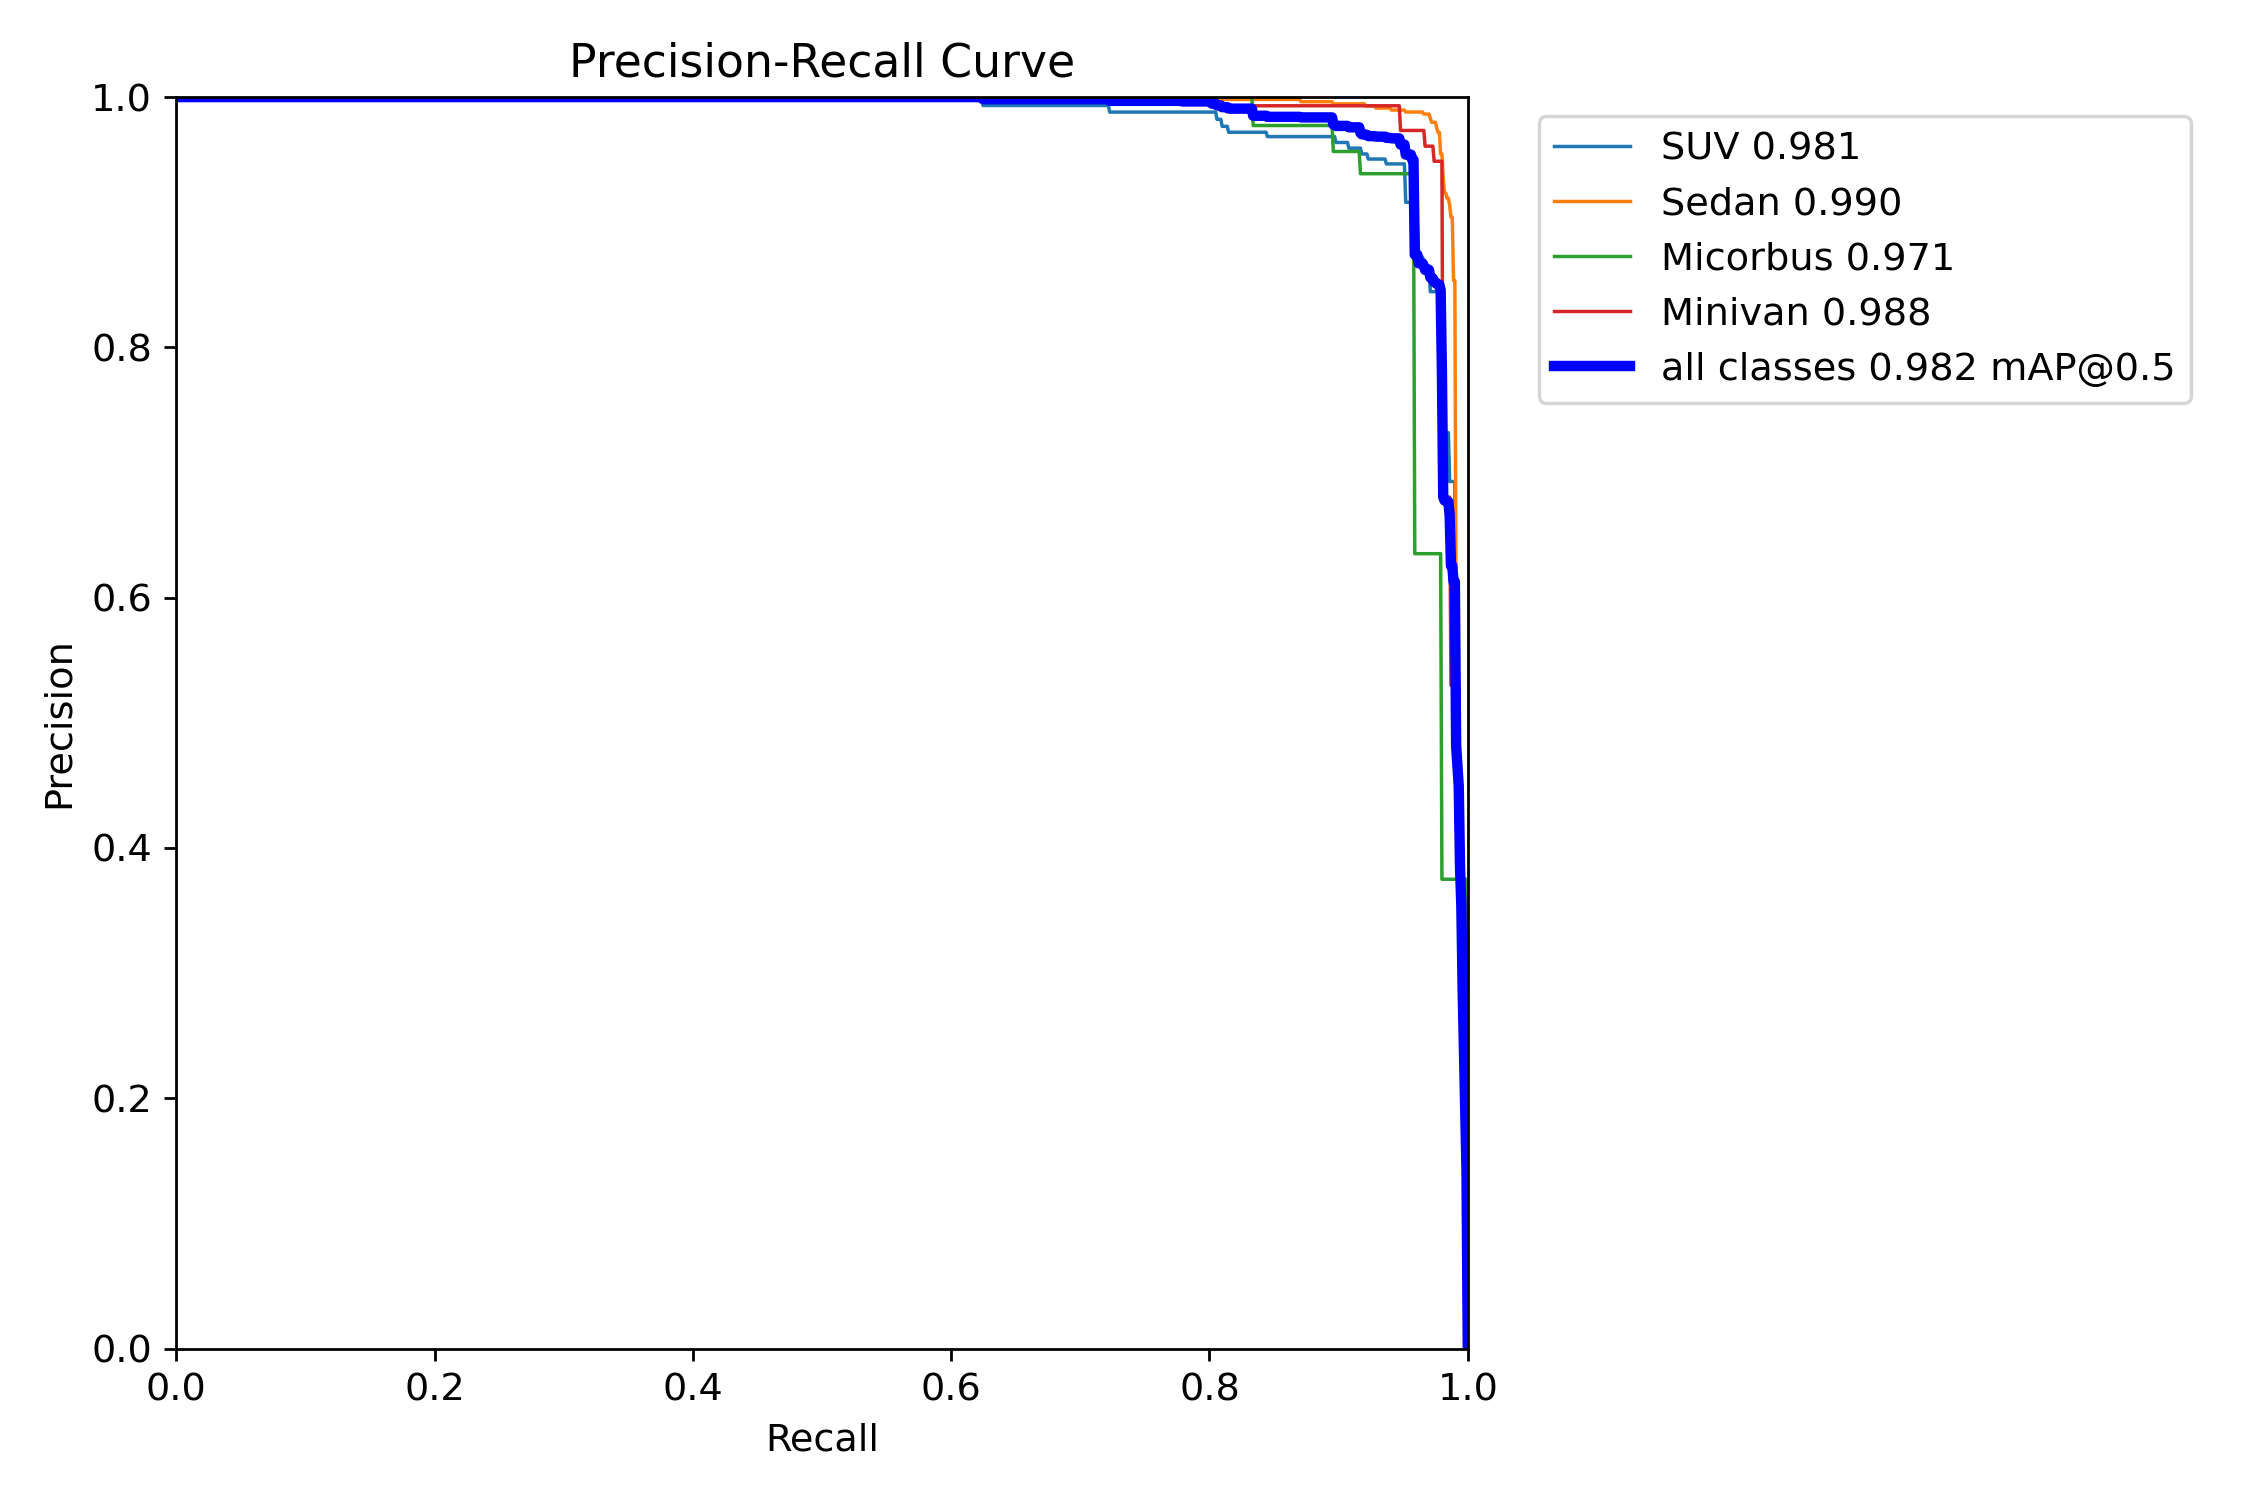 Precision-Recall Curve
1.0
0.8
0.6
0.4
0.2
0.0
Precision
0.0 0.2 0.4 0.6 0.8 1.0
Recall
SUV 0.981
Sedan 0.990
Micorbus 0.971
Minivan 0.988
all classes 0.982 mAP@0.5